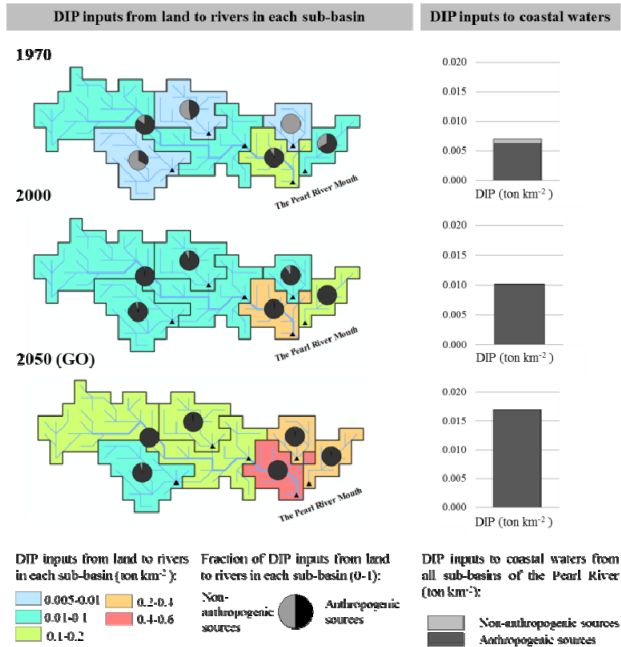 DIP inputs from land to rivers in each sub-basin
DIP inputs to coastal waters
1970
The Pearl River Mouth
0.020
0.015
0.010
0.005
0.000
DIP (ton km-2)
2000
The Pearl River Mouth
0.020
0.015
0.010
0.005
0.000
DIP (ton km-2)
2050 (GO)
The Pearl River Mouth
0.020
0.015
0.010
0.005
0.000
DIP (ton km-2)
DIP inputs from land to rivers
in each sub-basin (ton km-2):
0.005-0.01
0.01-0.1
0.1-0.2
0.2-0.4
0.4-0.6
Fraction of DIP inputs from land
to rivers in each sub-basin (0-1):
Non-
anthropogenic
sources
Anthropogenic
sources
DIP inputs to coastal waters from
all sub-basins of the Pearl River
(ton km-2):
Non-anthropogenic sources
Anthropogenic sources